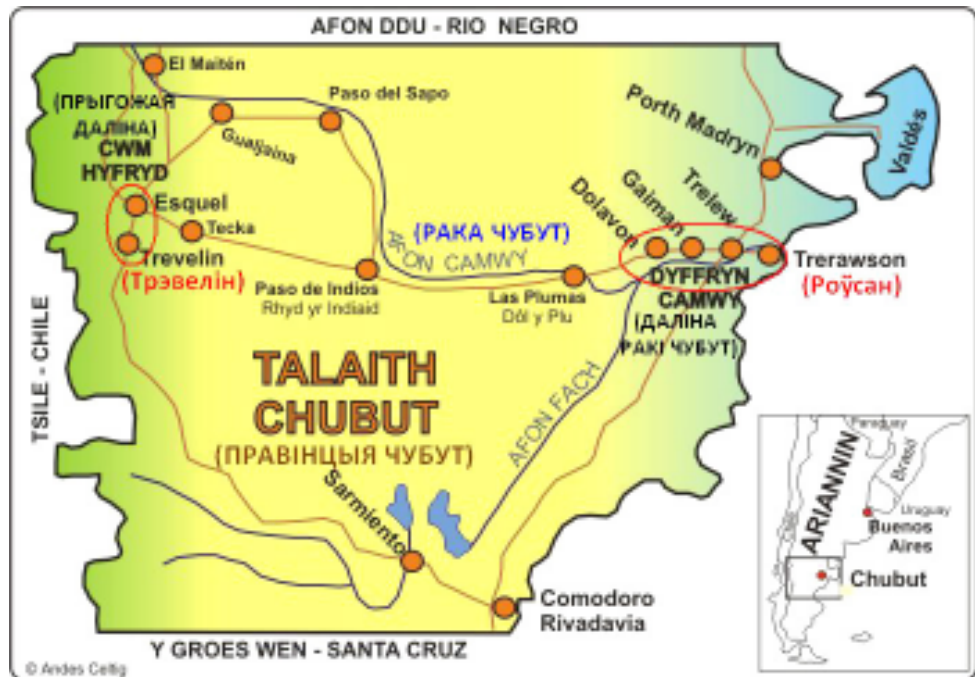 AFON DDU - RIO NEGRO
El Maitén
(ПРЫГОЖАЯ
ДАЛІНА)
CWM
HYFRYD
Paso del Sapo
Gualjaina
Porth Madryn
Valdés
Esquel
Tecka
Trevelin
(Трэвелін)
(РАКА ЧУБУТ)
AFON CAMWY
Dolavon
Gaiman
Trelew
Trerawson
(Роўсан)
DYFFRYN
CAMWY
(ДАЛІНА
РАКІ ЧУБУТ)
Paso de Indios
Rhyd yr Indiaid
Las Plumas
Dôl y Plu
TSILE - CHILE
TALAITH
CHUBUT
(ПРАВІНЦЫЯ ЧУБУТ)
AFON FACH
Sarmiento
Comodoro
Rivadavia
Y GROES WEN - SANTA CRUZ
© Andes Celtig
Paraguay
Brasil
ARIANNIN
Uruguay
Buenos
Aires
Chubut